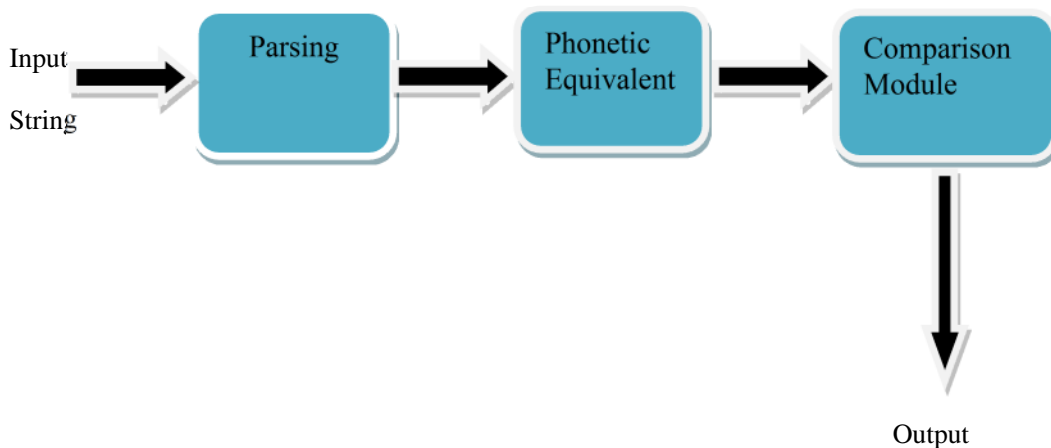 Input
String
Parsing
Phonetic
Equivalent
Comparison
Module
Output